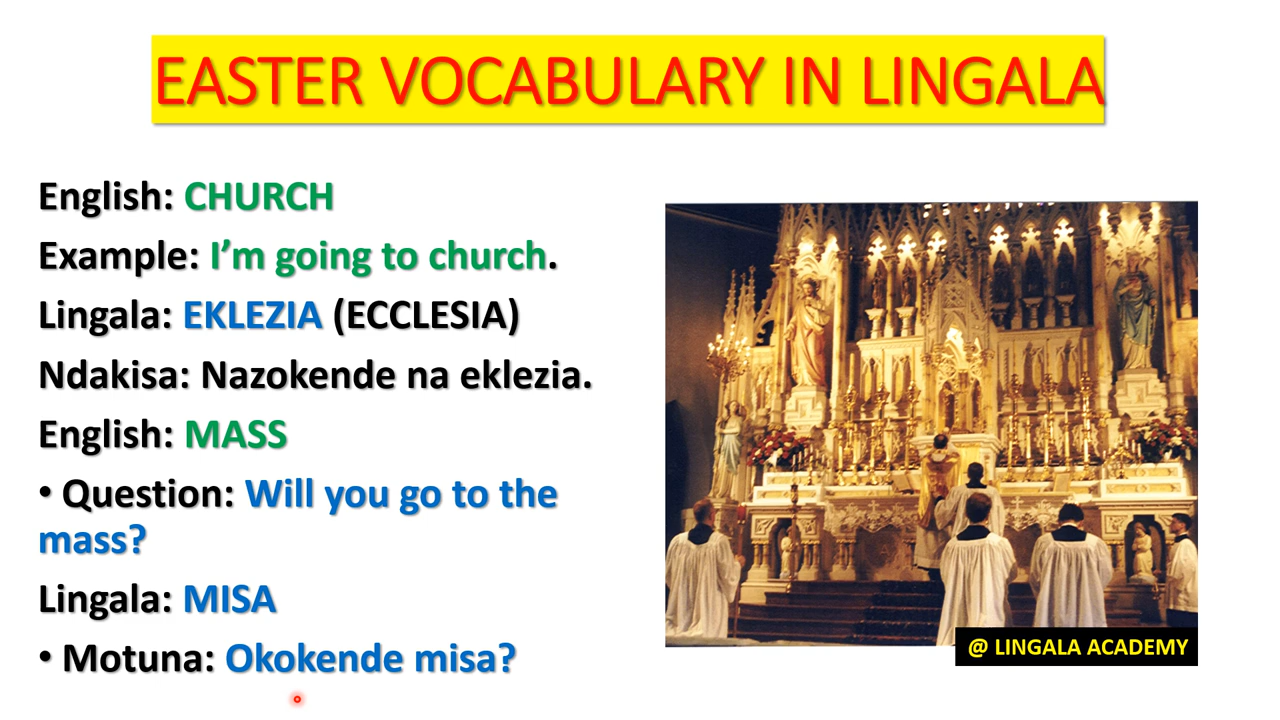 EASTER VOCABULARY IN LINGALA
English: CHURCH
Example: I’m going to church.
Lingala: EKLEZIA (ECCLESIA)
Ndakisa: Nazokende na eklezia.
English: MASS
• Question: Will you go to the
mass?
Lingala: MISA
• Motuna: Okokende misa?
@ LINGALA ACADEMY